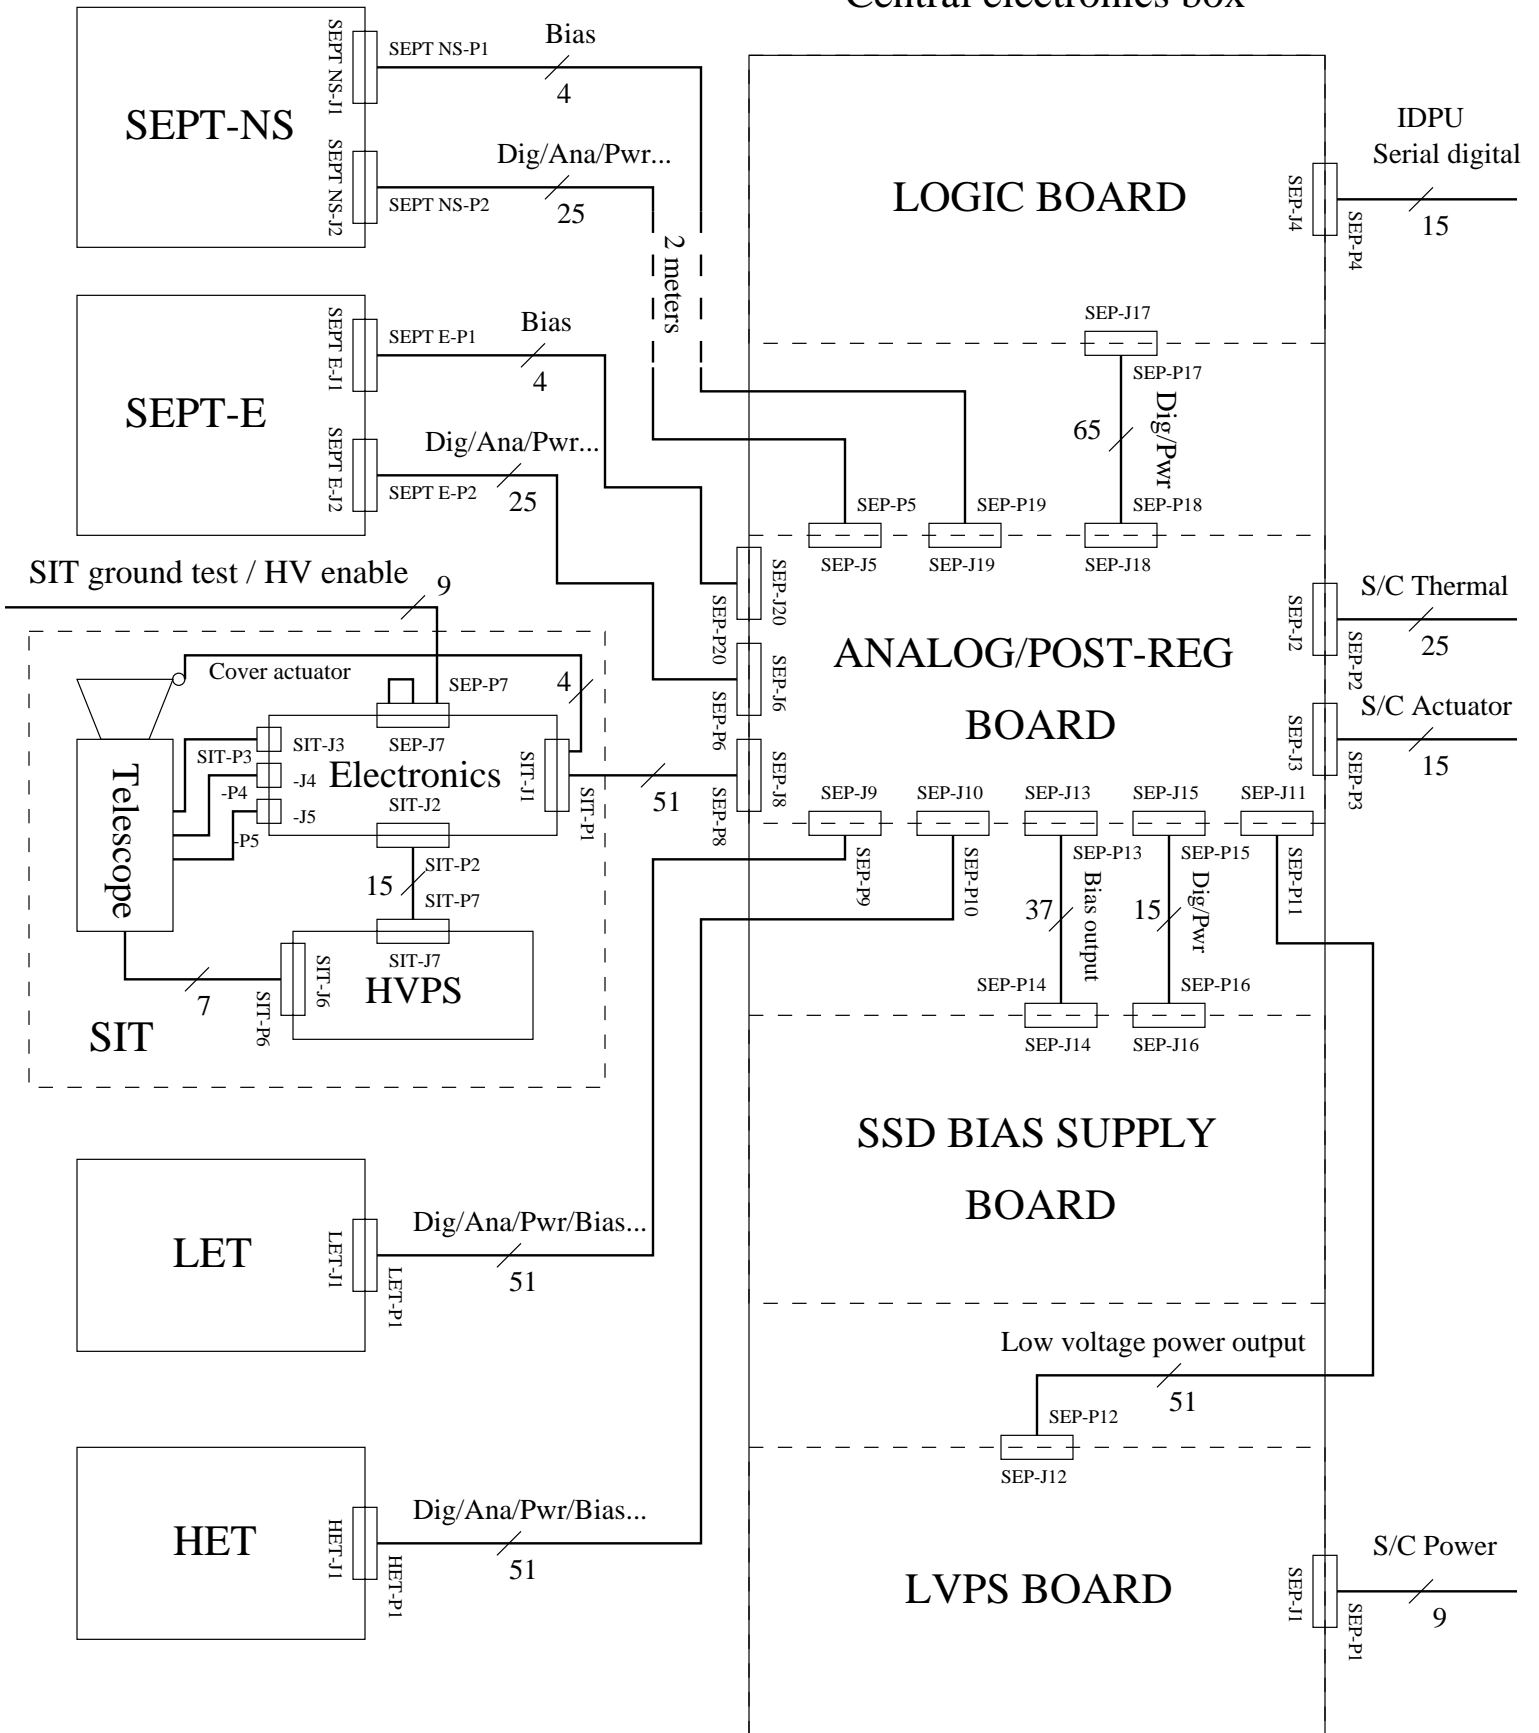 Central electronics box
SEPT NS-J1
SEPT NS-P1
Bias
4
SEPT-NS
Dig/Ana/Pwr...
SEPT NS-J2
SEPT NS-P2
25
2 meters
LOGIC BOARD
IDPU
Serial digital
SEP-J4
SEP-P4
15
SEPT E-J1
SEPT E-P1
Bias
4
SEPT-E
Dig/Ana/Pwr...
SEPT E-J2
SEPT E-P2
25
SEP-J17
SEP-P17
65
Dig/Pwr
SEP-P5
SEP-P19
SEP-P18
SEP-J5
SEP-J19
SEP-J18
SEP-J20
SEP-P20
SEP-J6
SEP-P6
SEP-J8
SEP-P8
ANALOG/POST-REG
BOARD
SEP-J2
SEP-P2
S/C Thermal
25
SEP-J3
SEP-P3
S/C Actuator
15
SIT ground test / HV enable
9
Cover actuator
SEP-P7
4
SEP-J7
SIT-J3
SIT-P3
-J4
-P4
-J5
-P5
Electronics
SIT-J1
SIT-P1
51
Telescope
SIT-J2
SIT-P2
15
SIT-P7
SIT-J7
HVPS
SIT-J6
SIT-P6
7
SIT
SEP-J9
SEP-J10
SEP-J13
SEP-J15
SEP-J11
SEP-P9
SEP-P10
SEP-P13
SEP-P15
SEP-P11
37
Bias output
15
Dig/Pwr
SEP-P14
SEP-P16
SEP-J14
SEP-J16
SSD BIAS SUPPLY
BOARD
LET
LET-J1
LET-P1
Dig/Ana/Pwr/Bias...
51
Low voltage power output
51
SEP-P12
SEP-J12
HET
HET-J1
HET-P1
Dig/Ana/Pwr/Bias...
51
LVPS BOARD
SEP-J1
SEP-P1
S/C Power
9